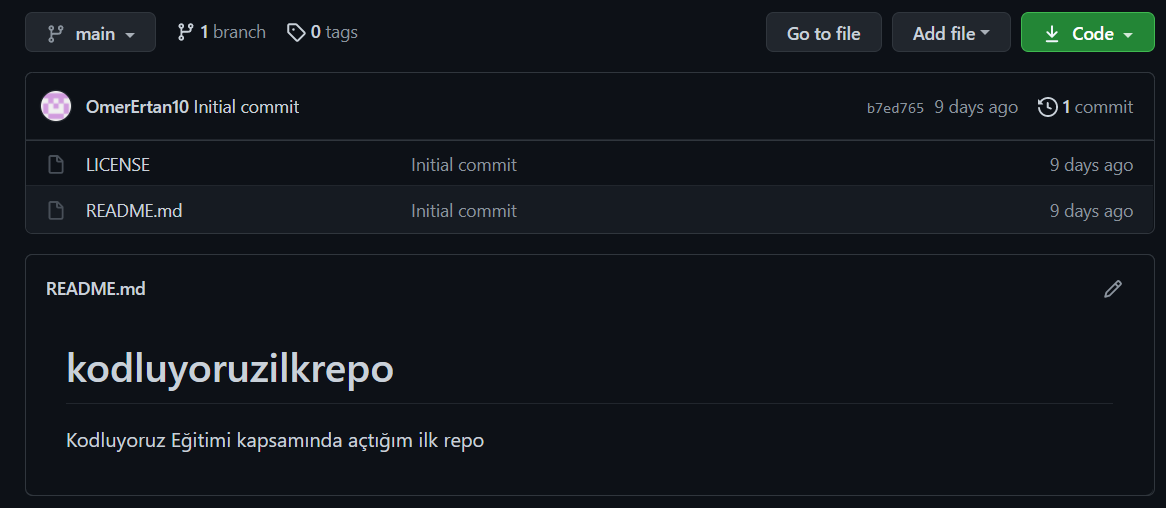 main 1 branch 0 tags Go to file Add file Code
OmerErtan10 Initial commit b7ed765 9 days ago 1 commit
LICENSE Initial commit 9 days ago
README.md Initial commit 9 days ago
README.md
kodluyoruzilkrepo
Kodluyoruz Eğitimi kapsamında açtığım ilk repo